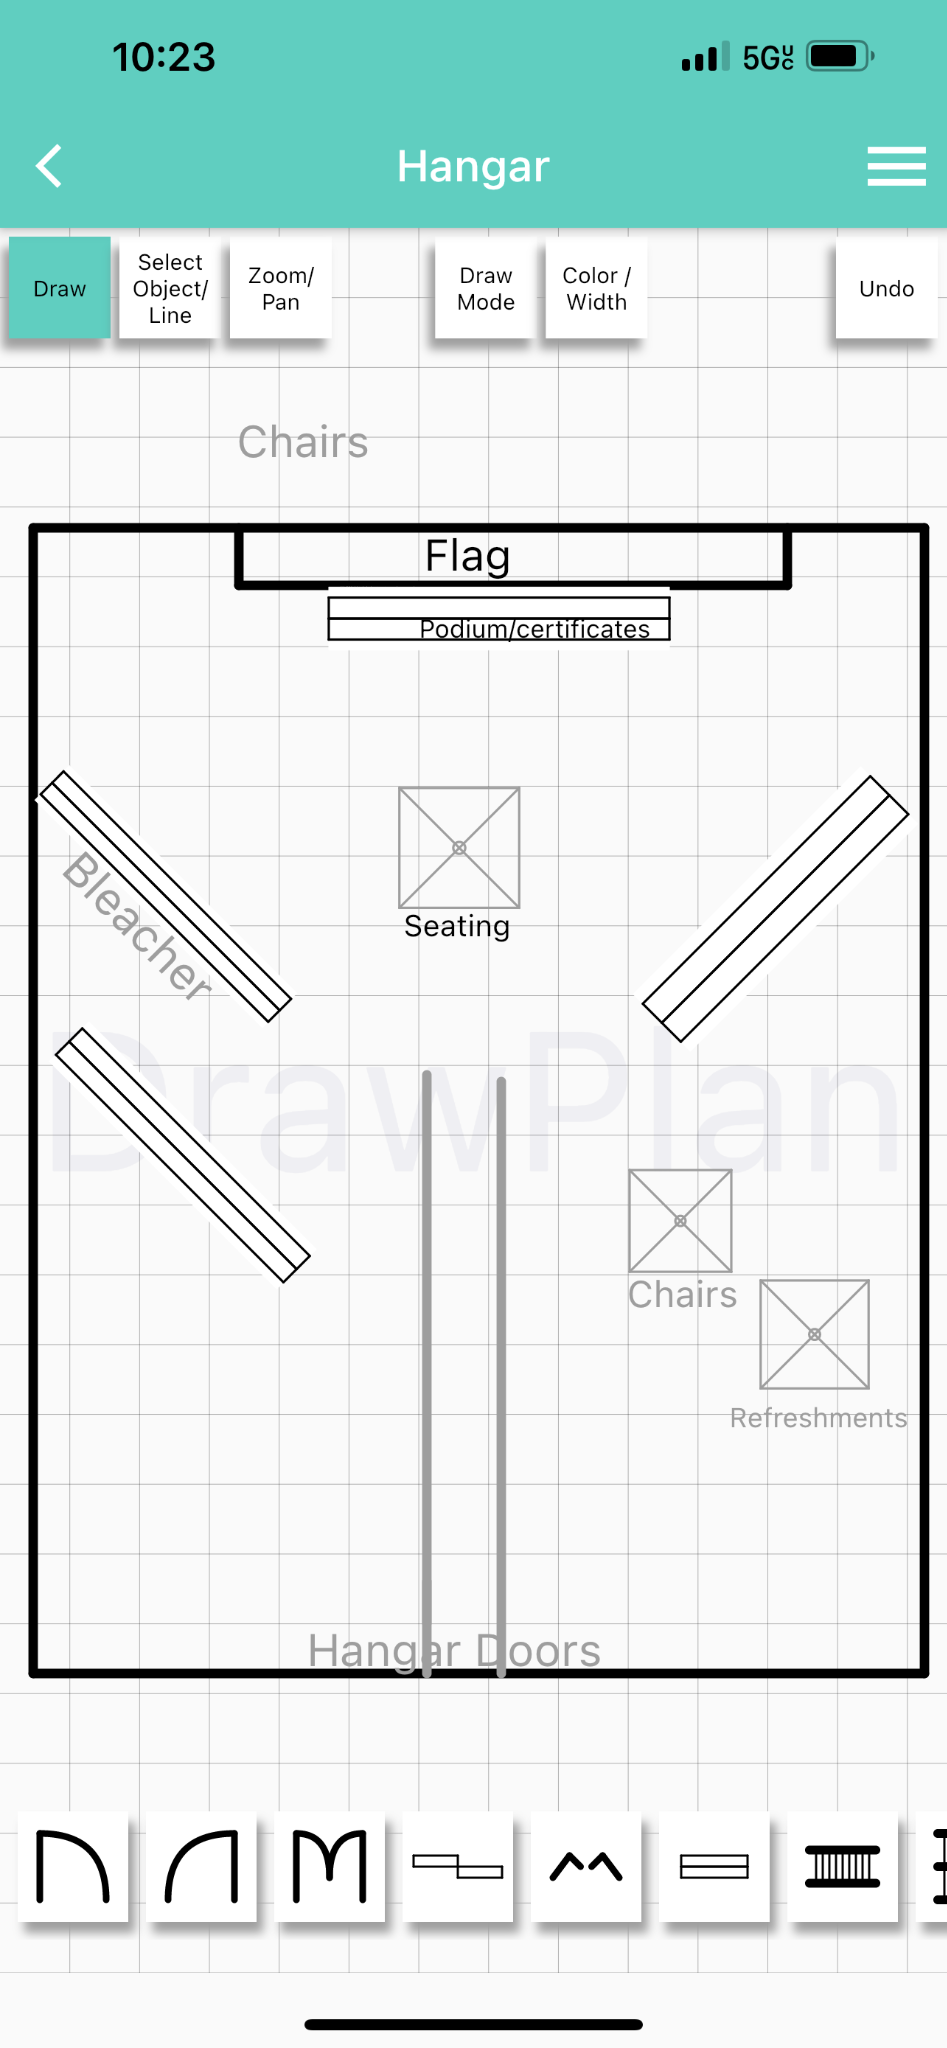 10:23
5GUC
Hangar
Draw
Select
Object/
Line
Zoom/
Pan
Draw
Mode
Color /
Width
Undo
Chairs
Flag
Podium/certificates
Bleacher
Seating
DrawPlan
Chairs
Refreshments
Hangar Doors